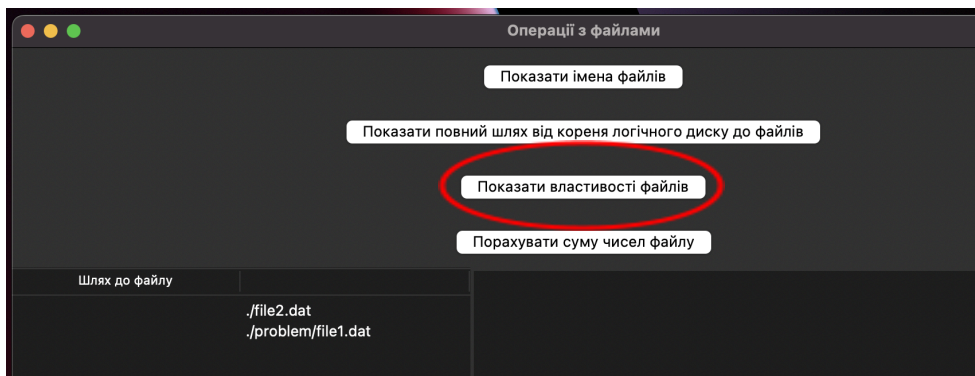 Операції з файлами
Показати імена файлів
Показати повний шлях від кореня логічного диску до файлів
Показати властивості файлів
Порахувати суму чисел файлу
Шлях до файлу
./file2.dat
./problem/file1.dat